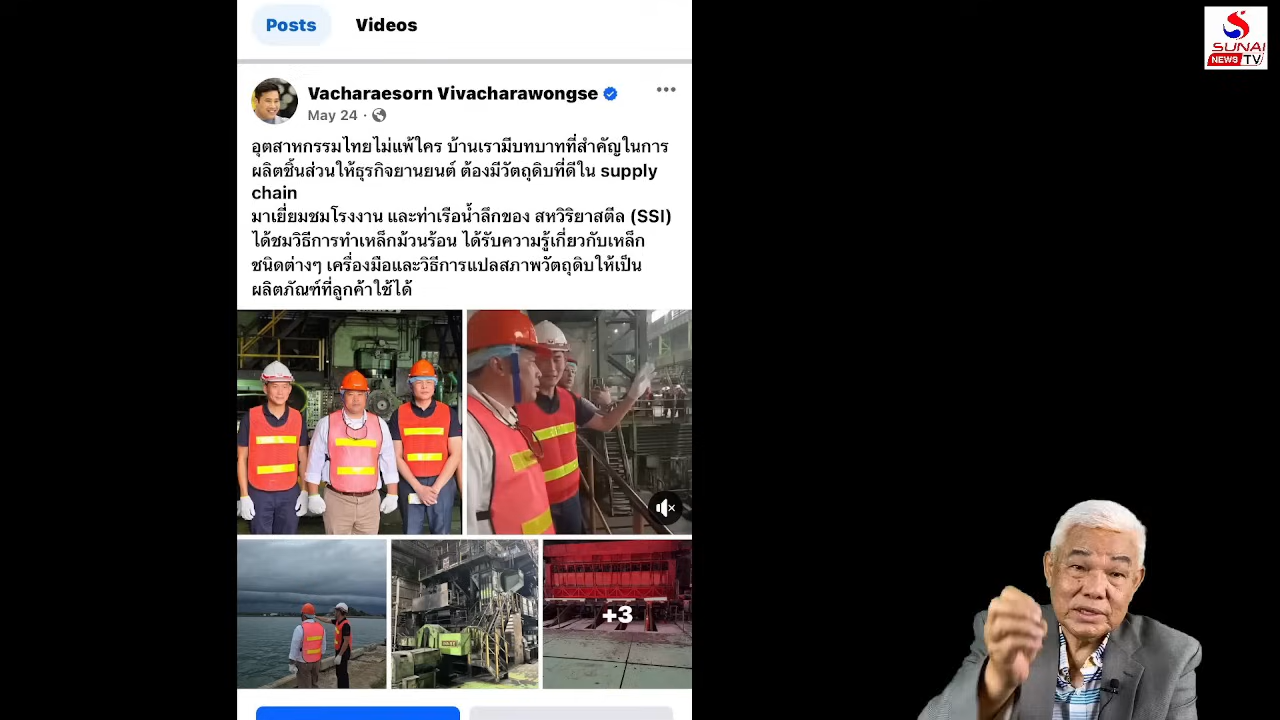 Posts Videos
SUNAI
NEWS TV
Vacharaesorn Vivacharawongse
May 24 ·
อุตสาหกรรมไทยไม่แพ้ใคร บ้านเรามีบทบาทที่สำคัญในการ
ผลิตชิ้นส่วนให้ธุรกิจยานยนต์ ต้องมีวัตถุดิบที่ดีใน supply
chain
มาเยี่ยมชมโรงงาน และท่าเรือน้ำลึกของ สหวิริยาสตีล (SSI)
ได้ชมวิธีการทำเหล็กม้วนร้อน ได้รับความรู้เกี่ยวกับเหล็ก
ชนิดต่างๆ เครื่องมือและวิธีการแปลสภาพวัตถุดิบให้เป็น
ผลิตภัณฑ์ที่ลูกค้าใช้ได้
+3